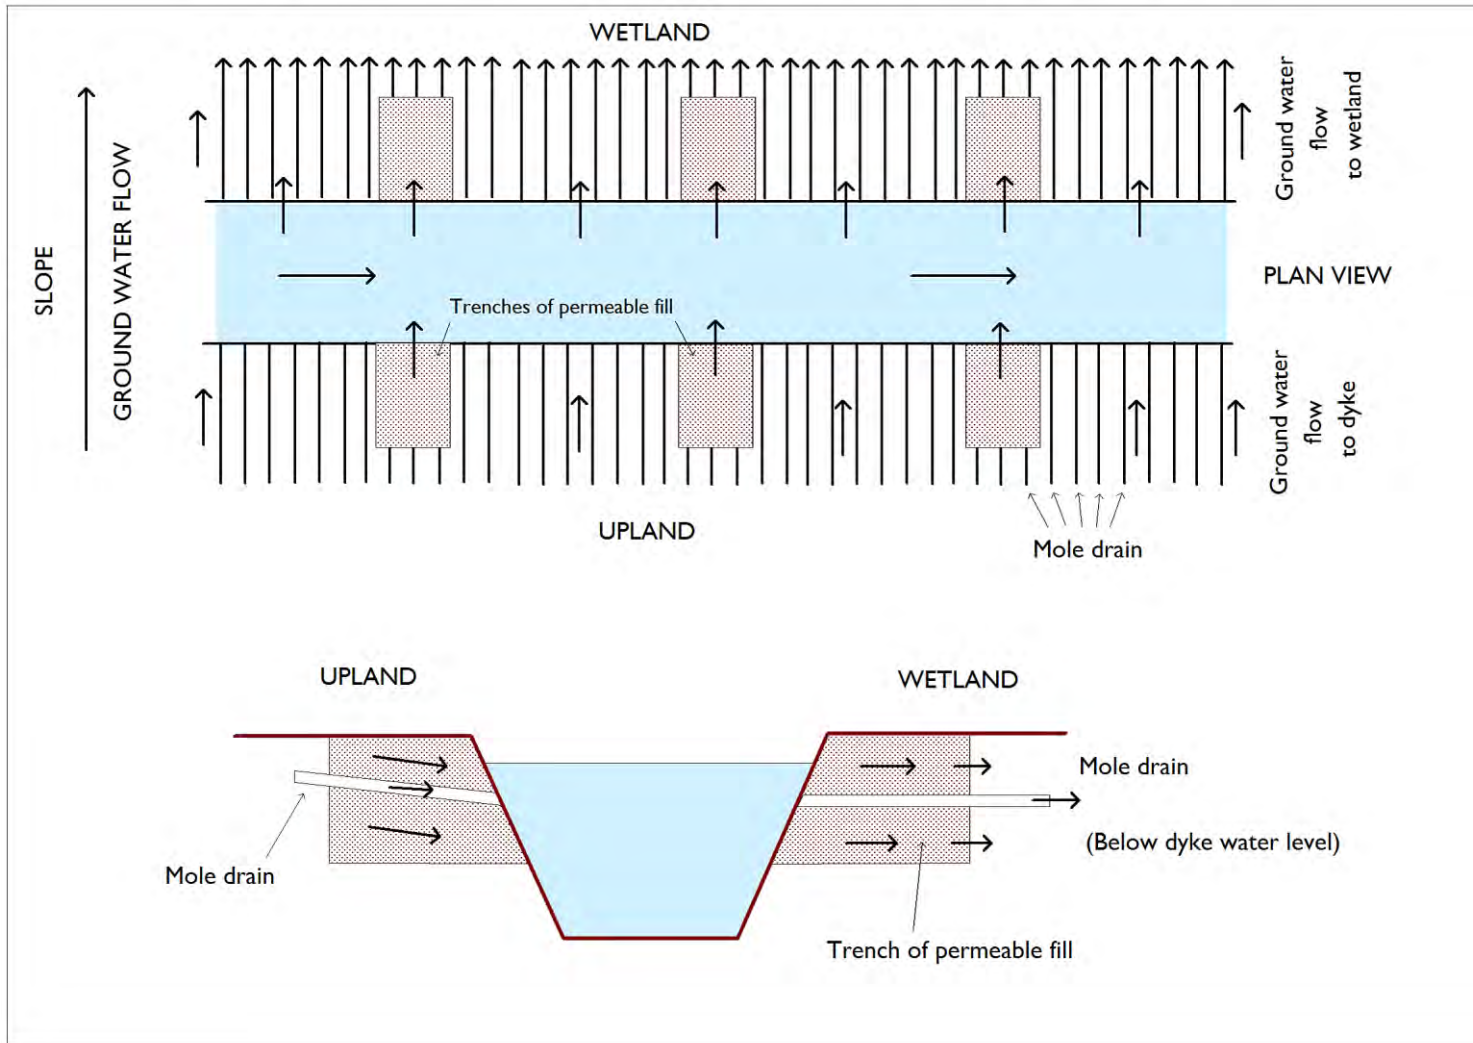 WETLAND
SLOPE
GROUND WATER FLOW
Ground water
flow
to wetland
PLAN VIEW
Trenches of permeable fill
Ground water
flow
to dyke
UPLAND
Mole drain
UPLAND
WETLAND
Mole drain
Mole drain
(Below dyke water level)
Trench of permeable fill